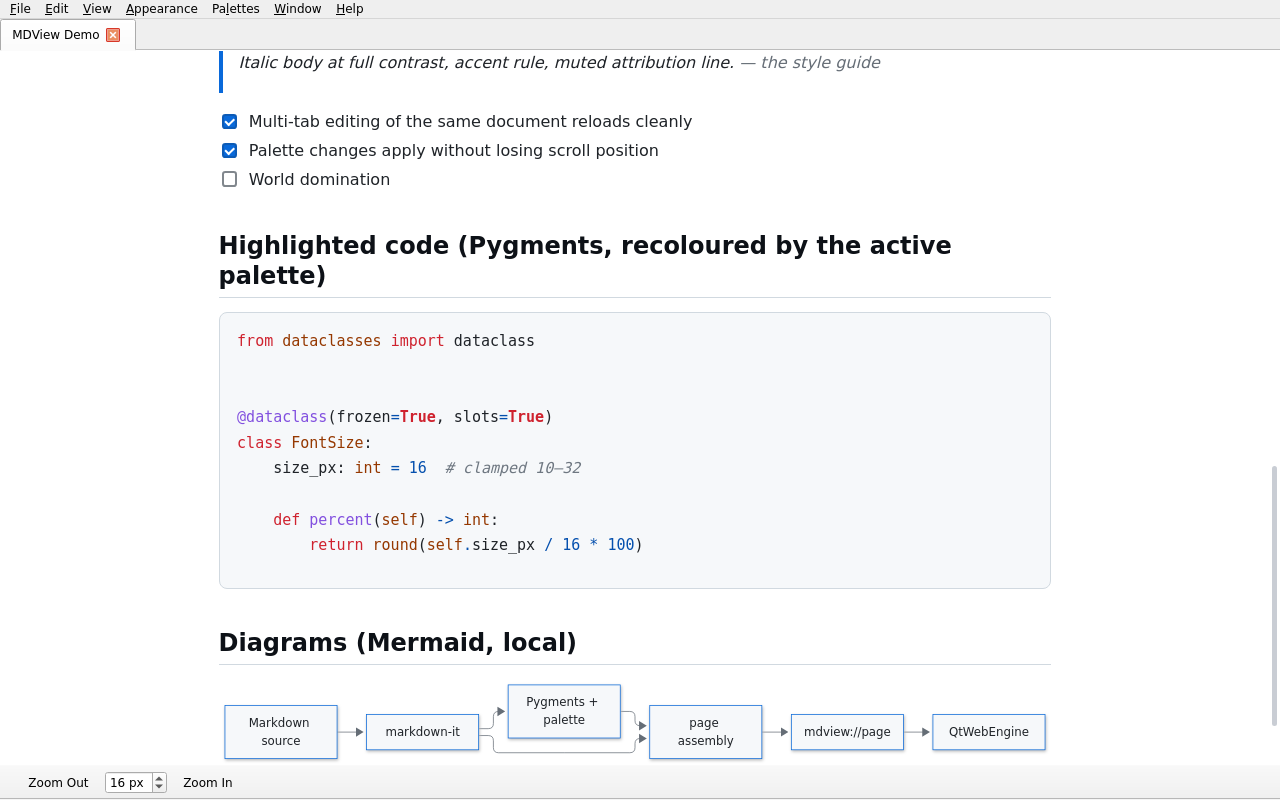 File Edit View Appearance Palettes Window Help
MDView Demo
Italic body at full contrast, accent rule, muted attribution line. — the style guide
Multi-tab editing of the same document reloads cleanly
Palette changes apply without losing scroll position
World domination
Highlighted code (Pygments, recoloured by the active
palette)
from dataclasses import dataclass
@dataclass(frozen=True, slots=True)
class FontSize:
    size_px: int = 16  # clamped 10–32
    def percent(self) -> int:
        return round(self.size_px / 16 * 100)
Diagrams (Mermaid, local)
Markdown
source
markdown-it
Pygments +
palette
page
assembly
mdview://page
QtWebEngine
Zoom Out 16 px Zoom In